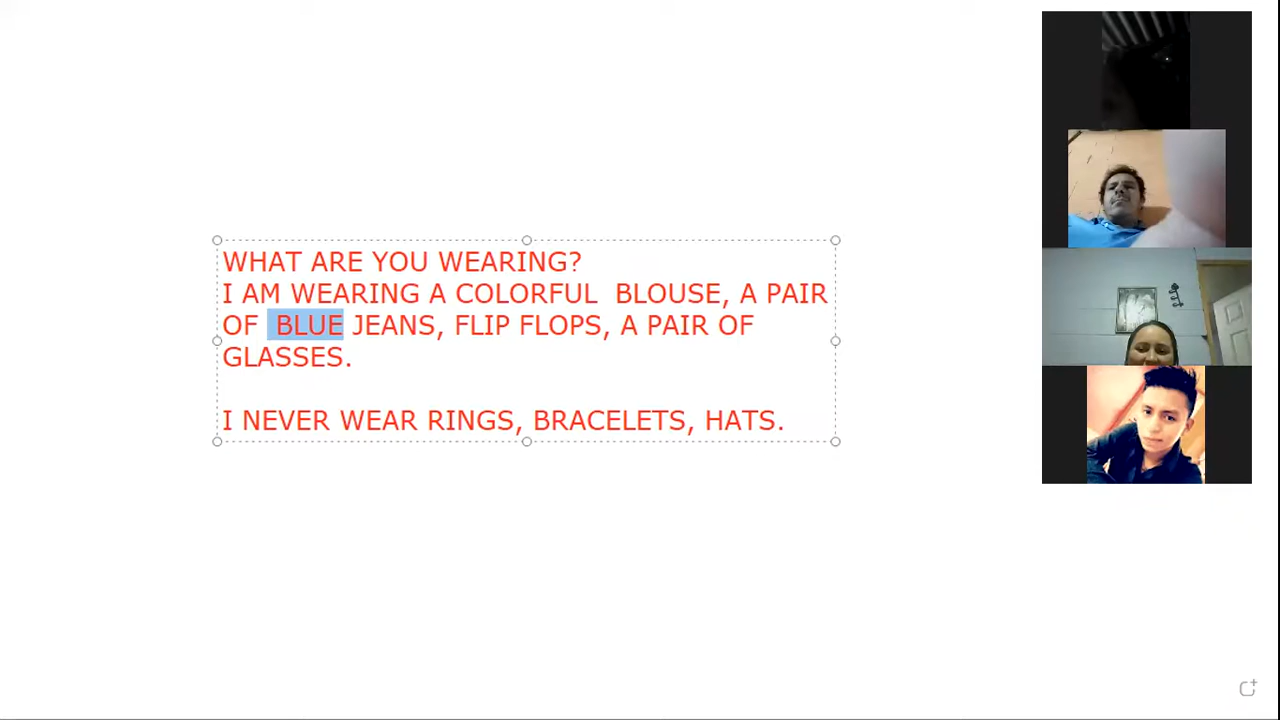 WHAT ARE YOU WEARING?
I AM WEARING A COLORFUL  BLOUSE, A PAIR
OF  BLUE JEANS, FLIP FLOPS, A PAIR OF
GLASSES.
I NEVER WEAR RINGS, BRACELETS, HATS.